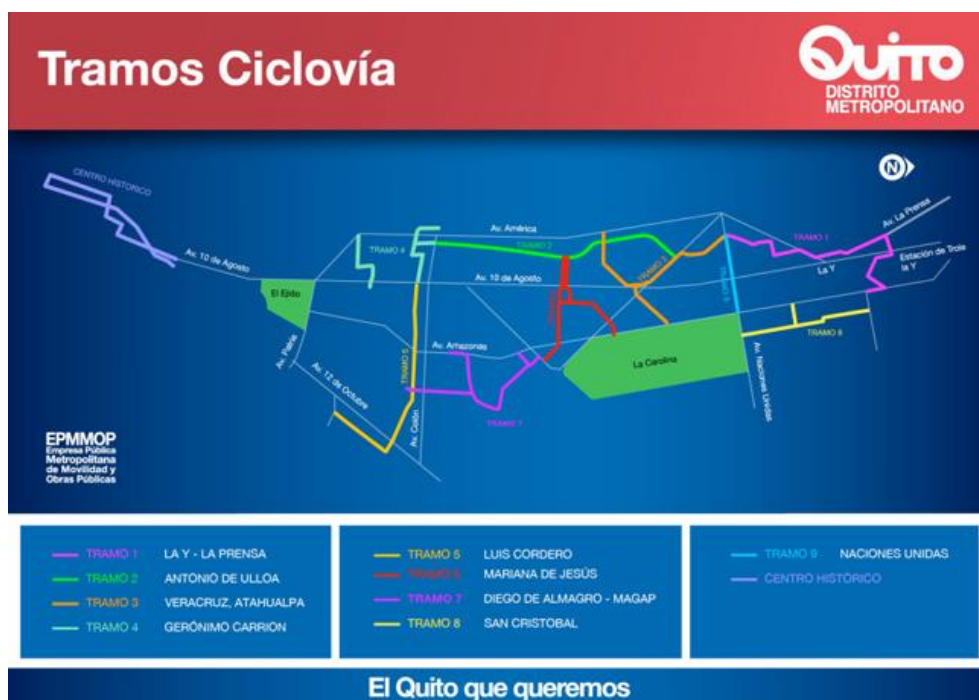 Tramos Ciclovía
Quito
DISTRITO
METROPOLITANO
CENTRO HISTÓRICO
N
Av. La Prensa
Av. América
TRAMO 4
TRAMO 2
TRAMO 3
TRAMO 1
Estación de Trole
la Y
La Y
Av. 10 de Agosto
Av. 10 de Agosto
TRAMO 9
El Ejido
TRAMO 8
Av. Amazonas
La Carolina
Av. Patria
TRAMO 5
Av. 12 de Octubre
Av. Naciones Unidas
Av. Colón
TRAMO 7
EPMMOP
Empresa Pública
Metropolitana
de Movilidad y
Obras Públicas
TRAMO 1 LA Y - LA PRENSA
TRAMO 2 ANTONIO DE ULLOA
TRAMO 3 VERACRUZ, ATAHUALPA
TRAMO 4 GERÓNIMO CARRION
TRAMO 5 LUIS CORDERO
TRAMO MARIANA DE JESÚS
TRAMO 7 DIEGO DE ALMAGRO - MAGAP
TRAMO 8 SAN CRISTOBAL
TRAMO 9 NACIONES UNIDAS
CENTRO HISTÓRICO
El Quito que queremos